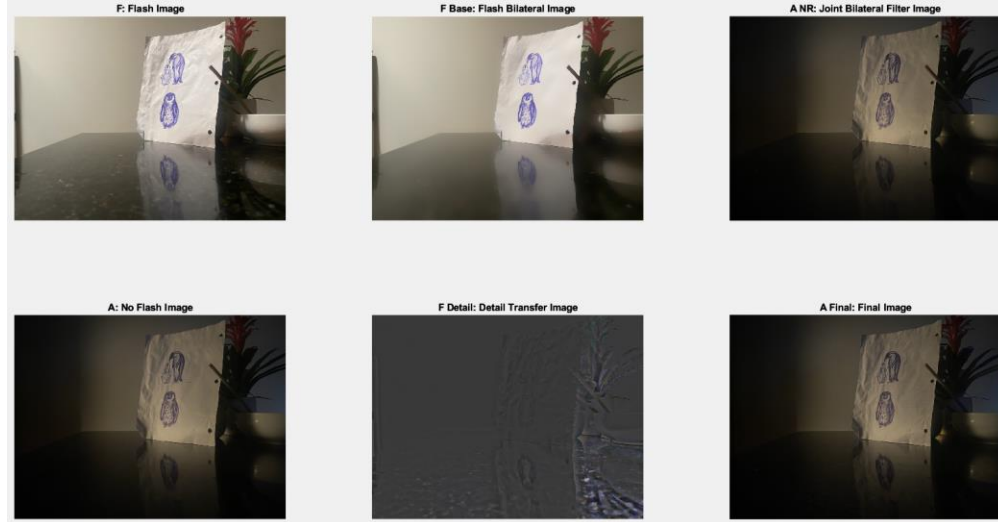 F: Flash Image
F Base: Flash Bilateral Image
A NR: Joint Bilateral Filter Image
A: No Flash Image
F Detail: Detail Transfer Image
A Final: Final Image